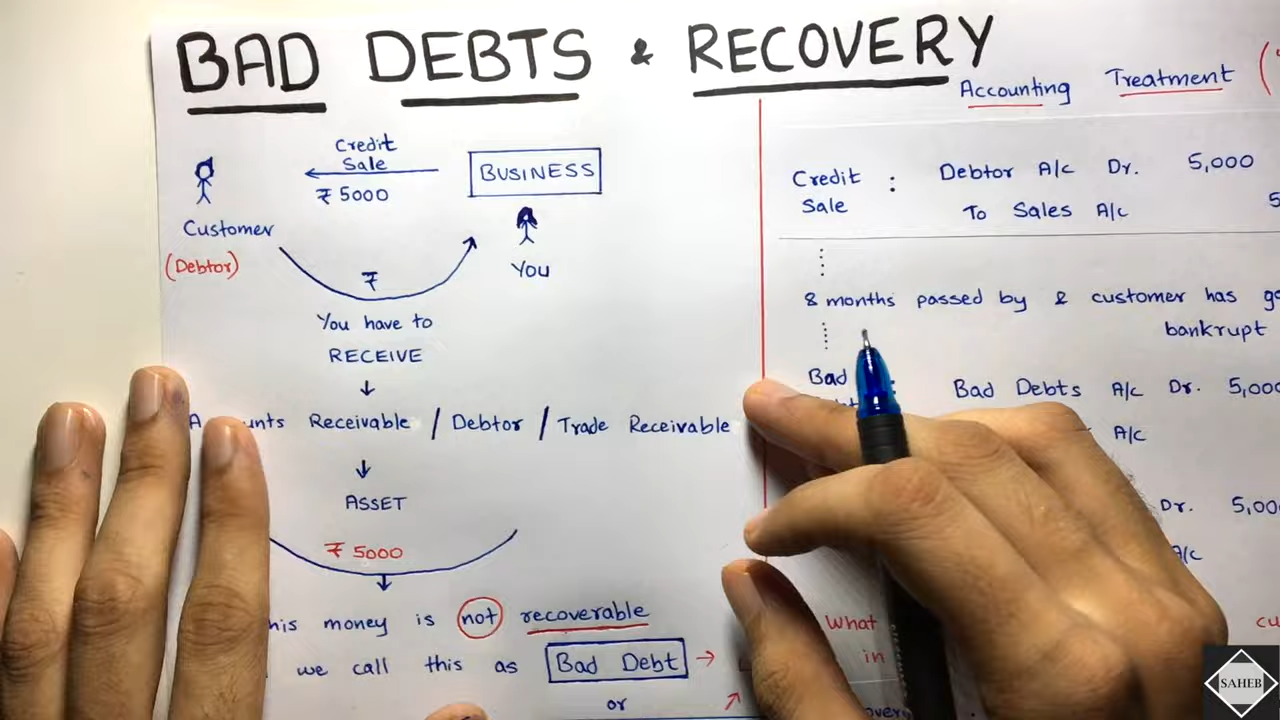 BAD DEBTS & RECOVERY
Credit
Sale
₹ 5000
BUSINESS
Customer
(Debtor)
You
₹
You have to
RECEIVE
Receivable / Debtor / Trade Receivable
ASSET
₹ 5000
money is not recoverable
we call this as Bad Debt →
or
Accounting Treatment (
Credit
Sale : Debtor A/c Dr. 5,000
To Sales A/c 5
8 months passed by & customer has
bankrupt
Bad : Bad Debts A/c Dr. 5,000
A/c
Dr. 5,000
A/c
What
in
SAHEB